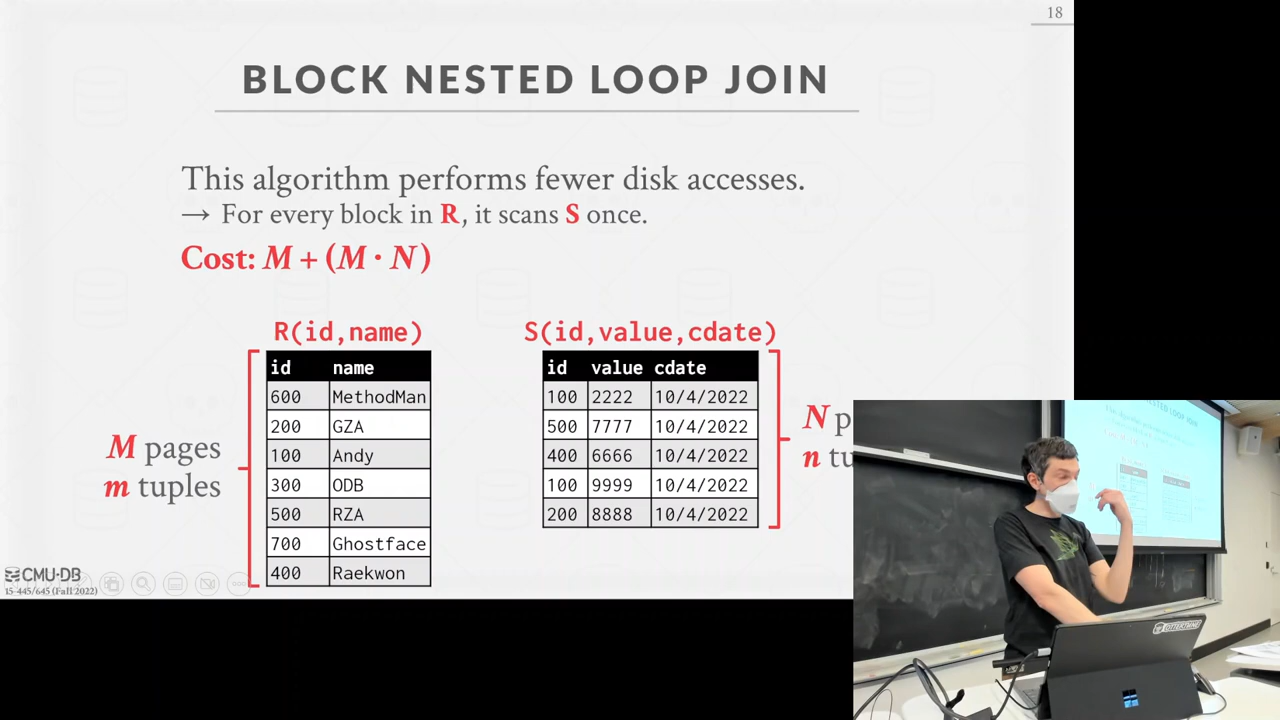 18
BLOCK NESTED LOOP JOIN
This algorithm performs fewer disk accesses.
→ For every block in R, it scans S once.
Cost: M + (M · N)
R(id,name)
S(id,value,cdate)
id name
600 MethodMan
200 GZA
100 Andy
300 ODB
500 RZA
700 Ghostface
400 Raekwon
id value cdate
100 2222 10/4/2022
500 7777 10/4/2022
400 6666 10/4/2022
100 9999 10/4/2022
200 8888 10/4/2022
M pages
m tuples
N p
n tu
CMU·DB
15-445/645 (Fall 2022)